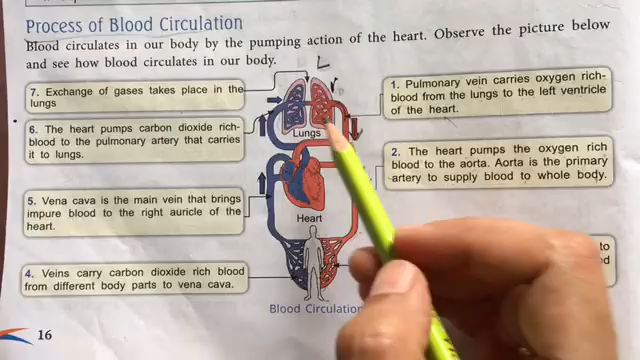 Process of Blood Circulation
Blood circulates in our body by the pumping action of the heart. Observe the picture below
and see how blood circulates in our body.
L
7. Exchange of gases takes place in the
lungs
1. Pulmonary vein carries oxygen rich-
blood from the lungs to the left ventricle
of the heart.
6. The heart pumps carbon dioxide rich-
blood to the pulmonary artery that carries
it to lungs.
Lungs
2. The heart pumps the oxygen rich
blood to the aorta. Aorta is the primary
artery to supply blood to whole body.
5. Vena cava is the main vein that brings
impure blood to the right auricle of the
heart.
Heart
to
4. Veins carry carbon dioxide rich blood
from different body parts to vena cava.
Blood Circulation
16